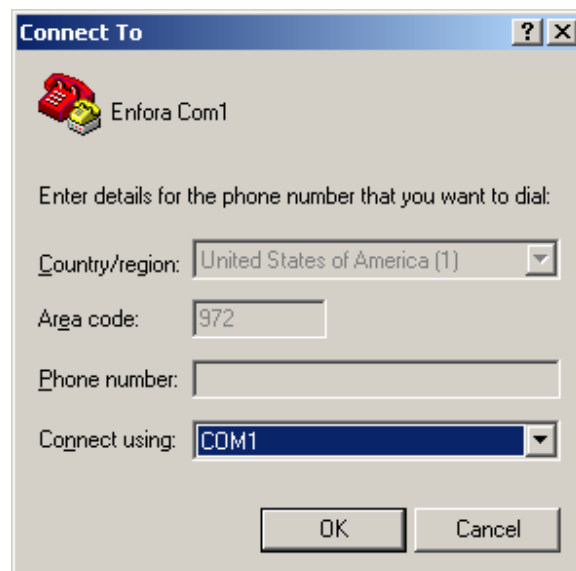 Connect To
Enfora Com1
Enter details for the phone number that you want to dial:
Country/region: United States of America (1)
Area code: 972
Phone number:
Connect using: COM1
OK Cancel